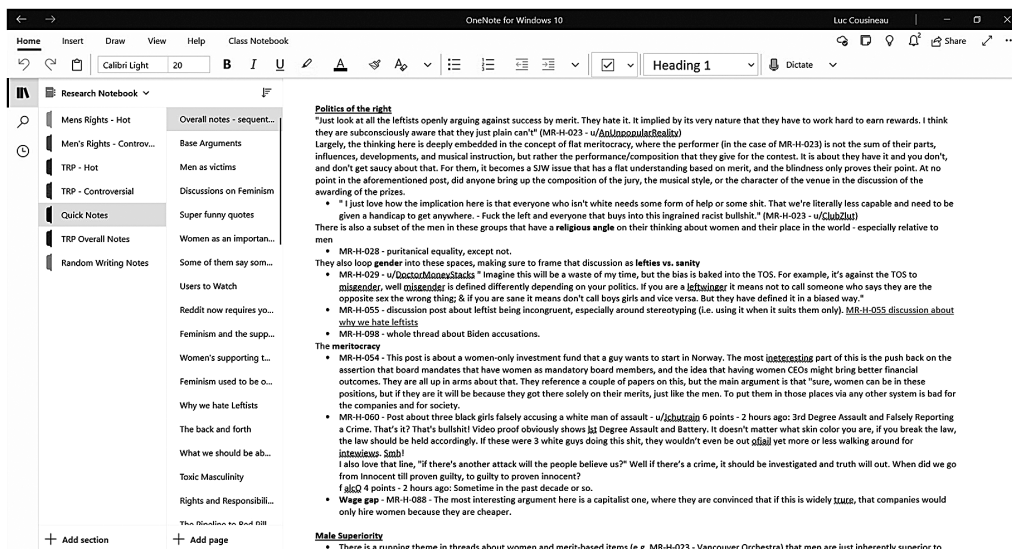 OneNote for Windows 10
Luc Cousineau
Home Insert Draw View Help Class Notebook
Share
Calibri Light 20 B I U A Heading 1 Dictate
Research Notebook
Mens Rights - Hot
Men's Rights - Controv...
TRP - Hot
TRP - Controversial
Quick Notes
TRP Overall Notes
Random Writing Notes
Add section
Overall notes - sequent...
Base Arguments
Men as victims
Discussions on Feminism
Super funny quotes
Women as an importan...
Some of them say som...
Users to Watch
Reddit now requires yo...
Feminism and the supp...
Women's supporting t...
Feminism used to be o...
Why we hate Leftists
The back and forth
What we should be ab...
Toxic Masculinity
Rights and Responsibili...
The Pipeline to Red Pill
Add page
Politics of the right
"Just look at all the leftists openly arguing against success by merit. They hate it. It implied by its very nature that they have to work hard to earn rewards. I think
they are subconsciously aware that they just plain can't" (MR-H-023 - u/AnUnpopularReality)
Largely, the thinking here is deeply embedded in the concept of flat meritocracy, where the performer (in the case of MR-H-023) is not the sum of their parts,
influences, developments, and musical instruction, but rather the performance/composition that they give for the contest. It is about they have it and you don't,
and don't get saucy about that. For them, it becomes a SJW issue that has a flat understanding based on merit, and the blindness only proves their point. At no
point in the aforementioned post, did anyone bring up the composition of the jury, the musical style, or the character of the venue in the discussion of the
awarding of the prizes.
• " I just love how the implication here is that everyone who isn't white needs some form of help or some shit. That we're literally less capable and need to be
given a handicap to get anywhere. - Fuck the left and everyone that buys into this ingrained racist bullshit." (MR-H-023 - u/ClubZlut)
There is also a subset of the men in these groups that have a religious angle on their thinking about women and their place in the world - especially relative to
men
• MR-H-028 - puritanical equality, except not.
They also loop gender into these spaces, making sure to frame that discussion as lefties vs. sanity
• MR-H-029 - u/DoctorMoneyStacks " Imagine this will be a waste of my time, but the bias is baked into the TOS. For example, it's against the TOS to
misgender, well misgender is defined differently depending on your politics. If you are a leftwinger it means not to call someone who says they are the
opposite sex the wrong thing; & if you are sane it means don't call boys girls and vice versa. But they have defined it in a biased way."
• MR-H-055 - discussion post about leftist being incongruent, especially around stereotyping (i.e. using it when it suits them only). MR-H-055 discussion about
why we hate leftists
• MR-H-098 - whole thread about Biden accusations.
The meritocracy
• MR-H-054 - This post is about a women-only investment fund that a guy wants to start in Norway. The most ineteresting part of this is the push back on the
assertion that board mandates that have women as mandatory board members, and the idea that having women CEOs might bring better financial
outcomes. They are all up in arms about that. They reference a couple of papers on this, but the main argument is that "sure, women can be in these
positions, but if they are it will be because they got there solely on their merits, just like the men. To put them in those places via any other system is bad for
the companies and for society.
• MR-H-060 - Post about three black girls falsely accusing a white man of assault - u/Jchutrain 6 points - 2 hours ago: 3rd Degree Assault and Falsely Reporting
a Crime. That's it? That's bullshit! Video proof obviously shows Ist Degree Assault and Battery. It doesn't matter what skin color you are, if you break the law,
the law should be held accordingly. If these were 3 white guys doing this shit, they wouldn't even be out ofjail yet more or less walking around for
intewiews. Smh!
I also love that line, "if there's another attack will the people believe us?" Well if there's a crime, it should be investigated and truth will out. When did we go
from Innocent till proven guilty, to guilty to proven innocent?
f alcO 4 points - 2 hours ago: Sometime in the past decade or so.
• Wage gap - MR-H-088 - The most interesting argument here is a capitalist one, where they are convinced that if this is widely trure, that companies would
only hire women because they are cheaper.
Male Superiority
• There is a running theme in threads about women and merit-based items (e.g. MR-H-023 - Vancouver Orchestra) that men are just inherently superior to